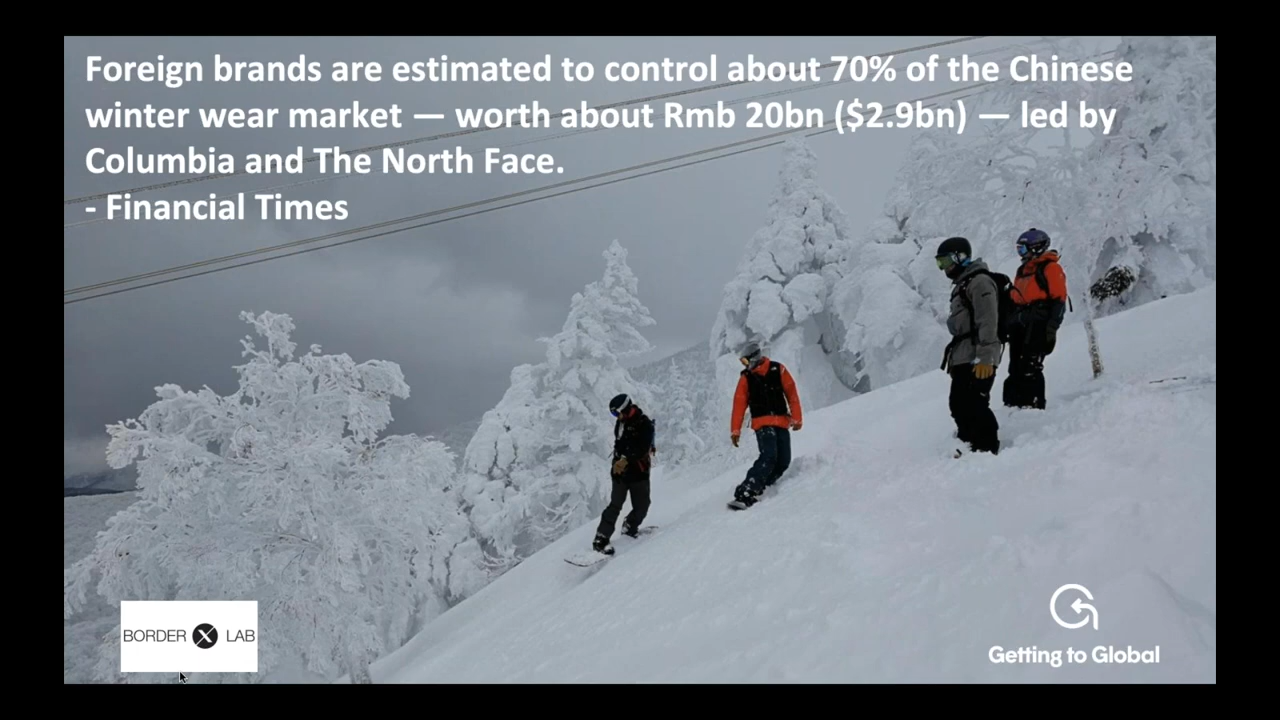 Foreign brands are estimated to control about 70% of the Chinese
winter wear market — worth about Rmb 20bn ($2.9bn) — led by
Columbia and The North Face.
- Financial Times
BORDER X LAB
Getting to Global